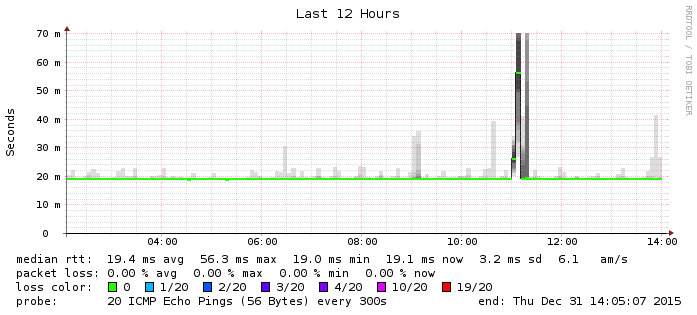 Last 12 Hours
RRDTOOL / TOBI OETIKER
Seconds
70 m
60 m
50 m
40 m
30 m
20 m
10 m
0
04:00 06:00 08:00 10:00 12:00 14:00
median rtt: 19.4 ms avg 56.3 ms max 19.0 ms min 19.1 ms now 3.2 ms sd 6.1 am/s
packet loss: 0.00 % avg 0.00 % max 0.00 % min 0.00 % now
loss color: 0 1/20 2/20 3/20 4/20 10/20 19/20
probe: 20 ICMP Echo Pings (56 Bytes) every 300s end: Thu Dec 31 14:05:07 2015